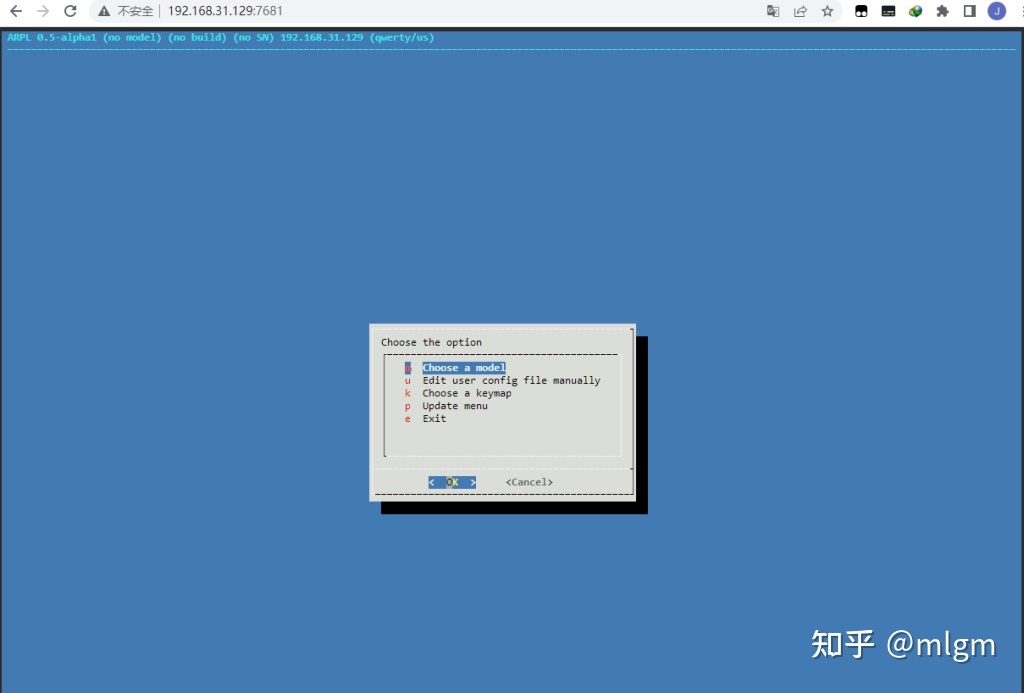 不安全 192.168.31.129:7681
J
ARPL 0.5-alpha1 (no model) (no build) (no SN) 192.168.31.129 (qwerty/us)
Choose the option
m Choose a model
u Edit user config file manually
k Choose a keymap
p Update menu
e Exit
< OK > <Cancel>
知乎 @mlgm